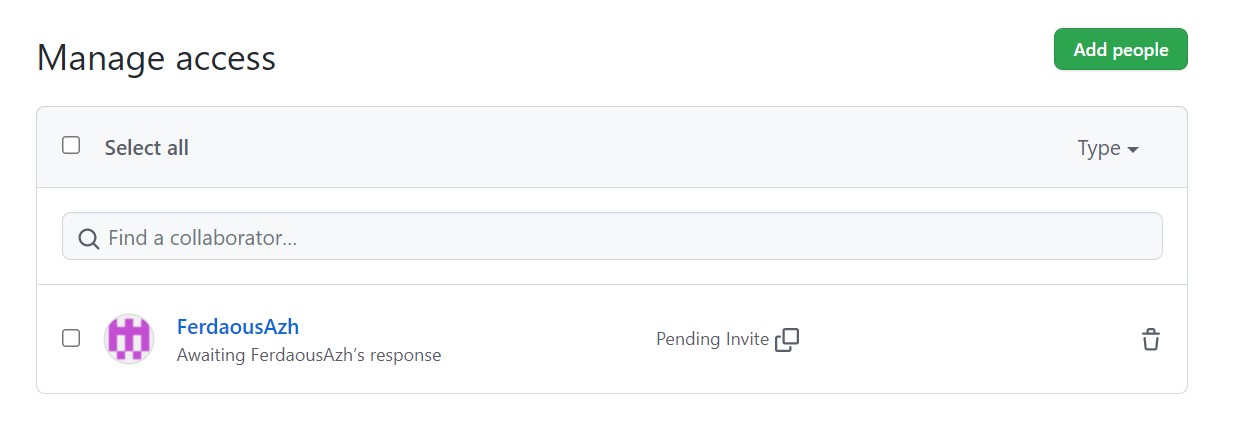 Manage access
Add people
Select all
Type
Find a collaborator...
FerdaousAzh
Awaiting FerdaousAzh's response
Pending Invite